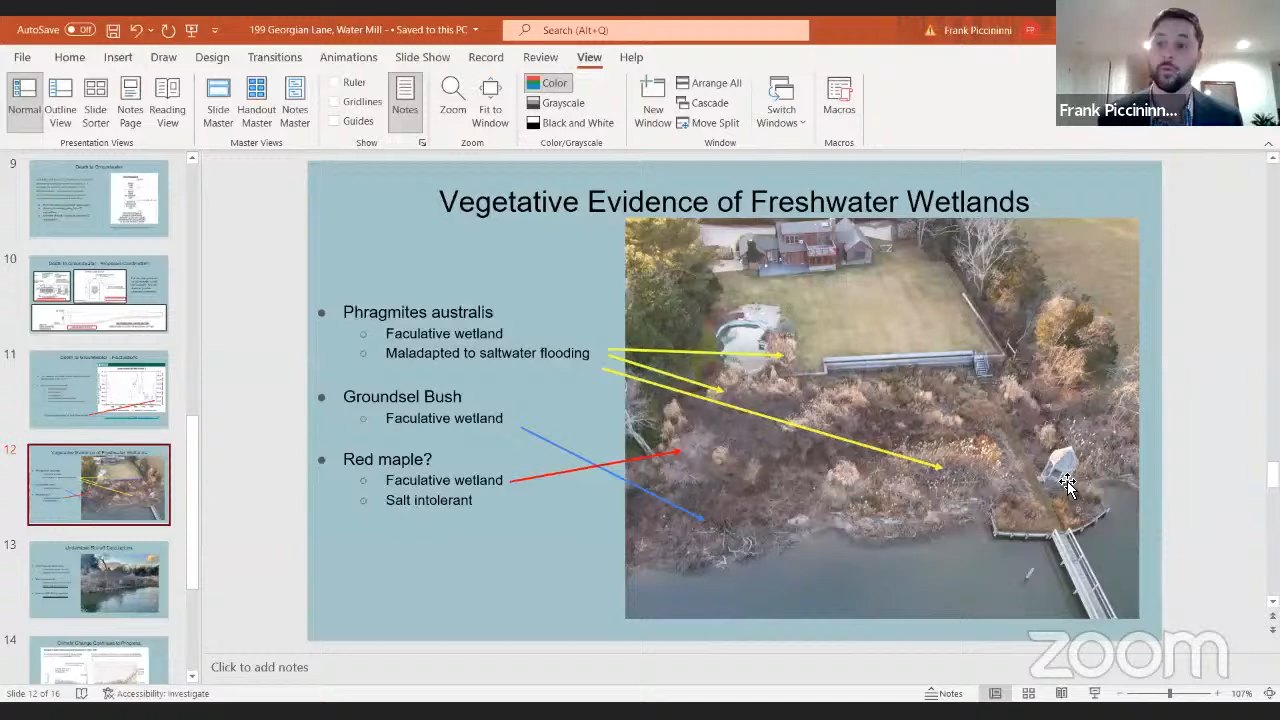 AutoSave Off
199 Georgian Lane, Water Mill - • Saved to this PC
Search (Alt+Q)
Frank Piccininni FP
File Home Insert Draw Design Transitions Animations Slide Show Record Review View Help
Normal
Outline View
Slide Sorter
Notes Page
Reading View
Presentation Views
Slide Master
Handout Master
Notes Master
Master Views
Ruler
Gridlines
Guides
Show
Notes
Zoom
Fit to Window
Zoom
Color
Grayscale
Black and White
Color/Grayscale
New Window
Arrange All
Cascade
Move Split
Switch Windows
Window
Macros
Macros
Frank Piccininn...
9
10
11
12
13
14
Vegetative Evidence of Freshwater Wetlands
Vegetative Evidence of Freshwater Wetlands
• Phragmites australis
○ Faculative wetland
○ Maladapted to saltwater flooding
• Groundsel Bush
○ Faculative wetland
• Red maple?
○ Faculative wetland
○ Salt intolerant
zoom
Click to add notes
Slide 12 of 16
Accessibility: Investigate
Notes
107%